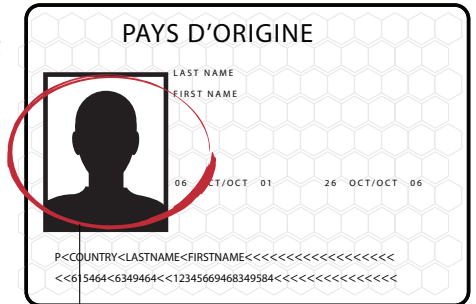 PAYS D'ORIGINE
LAST NAME
FIRST NAME
06 OCT/OCT 01 26 OCT/OCT 06
P<COUNTRY<LASTNAME<FIRSTNAME<<<<<<<<<<<<<<<<<<
<<615464<6349464<<12345669468349584<<<<<<<<<<<<<<<